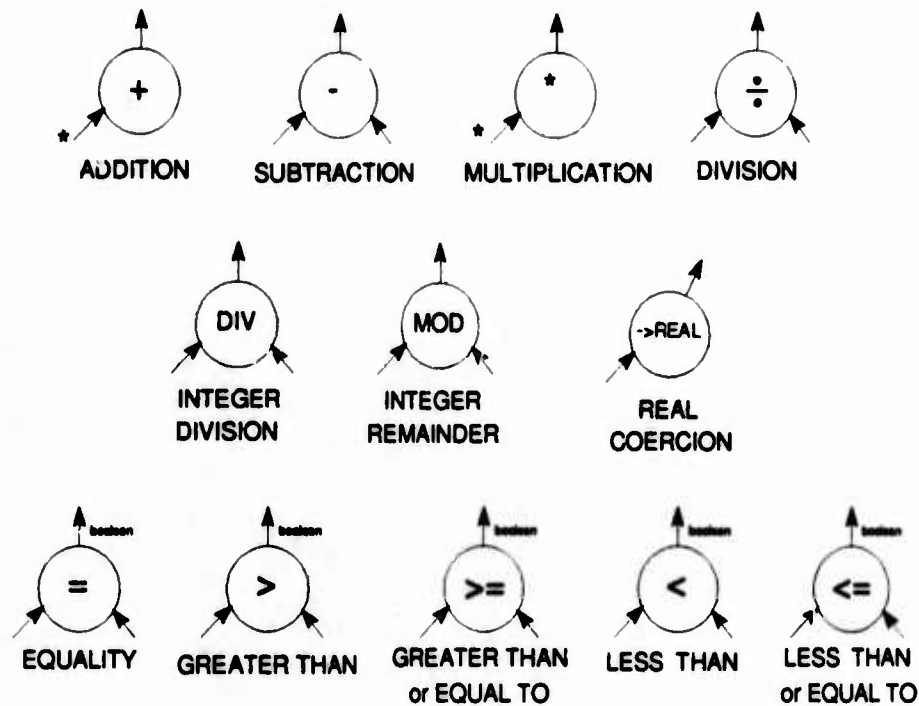 + - * ÷
* *
ADDITION SUBTRACTION MULTIPLICATION DIVISION
DIV MOD ->REAL
INTEGER
DIVISION
INTEGER
REMAINDER
REAL
COERCION
boolean boolean boolean boolean boolean
= > >= < <=
EQUALITY
GREATER THAN
GREATER THAN
or EQUAL TO
LESS THAN
LESS THAN
or EQUAL TO